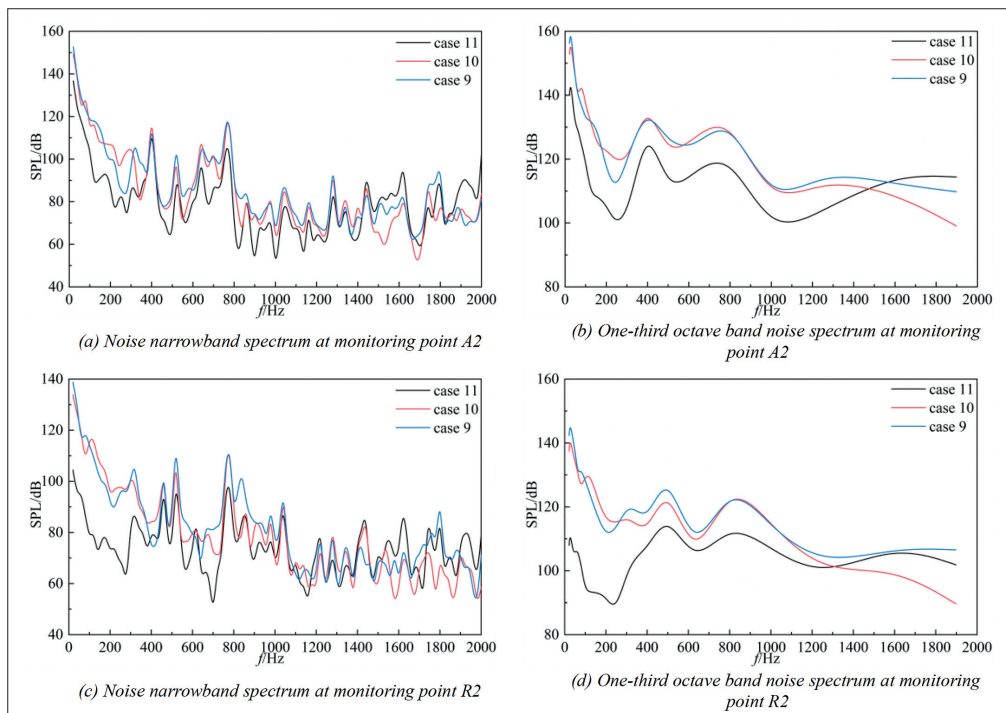 160
140
120
100
80
60
40
SPL/dB
case 11
case 10
case 9
0 200 400 600 800 1000 1200 1400 1600 1800 2000
f/Hz
(a) Noise narrowband spectrum at monitoring point A2
160
140
120
100
80
SPL/dB
case 11
case 10
case 9
0 200 400 600 800 1000 1200 1400 1600 1800 2000
f/Hz
(b) One-third octave band noise spectrum at monitoring
point A2
140
120
100
80
60
40
SPL/dB
case 11
case 10
case 9
0 200 400 600 800 1000 1200 1400 1600 1800 2000
f/Hz
(c) Noise narrowband spectrum at monitoring point R2
160
140
120
100
80
SPL/dB
case 11
case 10
case 9
0 200 400 600 800 1000 1200 1400 1600 1800 2000
f/Hz
(d) One-third octave band noise spectrum at monitoring
point R2